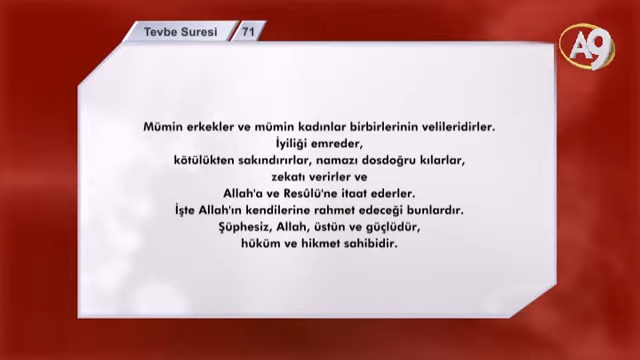 Tevbe Suresi 71
A9
Mümin erkekler ve mümin kadınlar birbirlerinin velileridirler.
İyiliği emreder,
kötülükten sakındırırlar, namazı dosdoğru kılarlar,
zekatı verirler ve
Allah'a ve Resûlü'ne itaat ederler.
İşte Allah'ın kendilerine rahmet edeceği bunlardır.
Şüphesiz, Allah, üstün ve güçlüdür,
hüküm ve hikmet sahibidir.